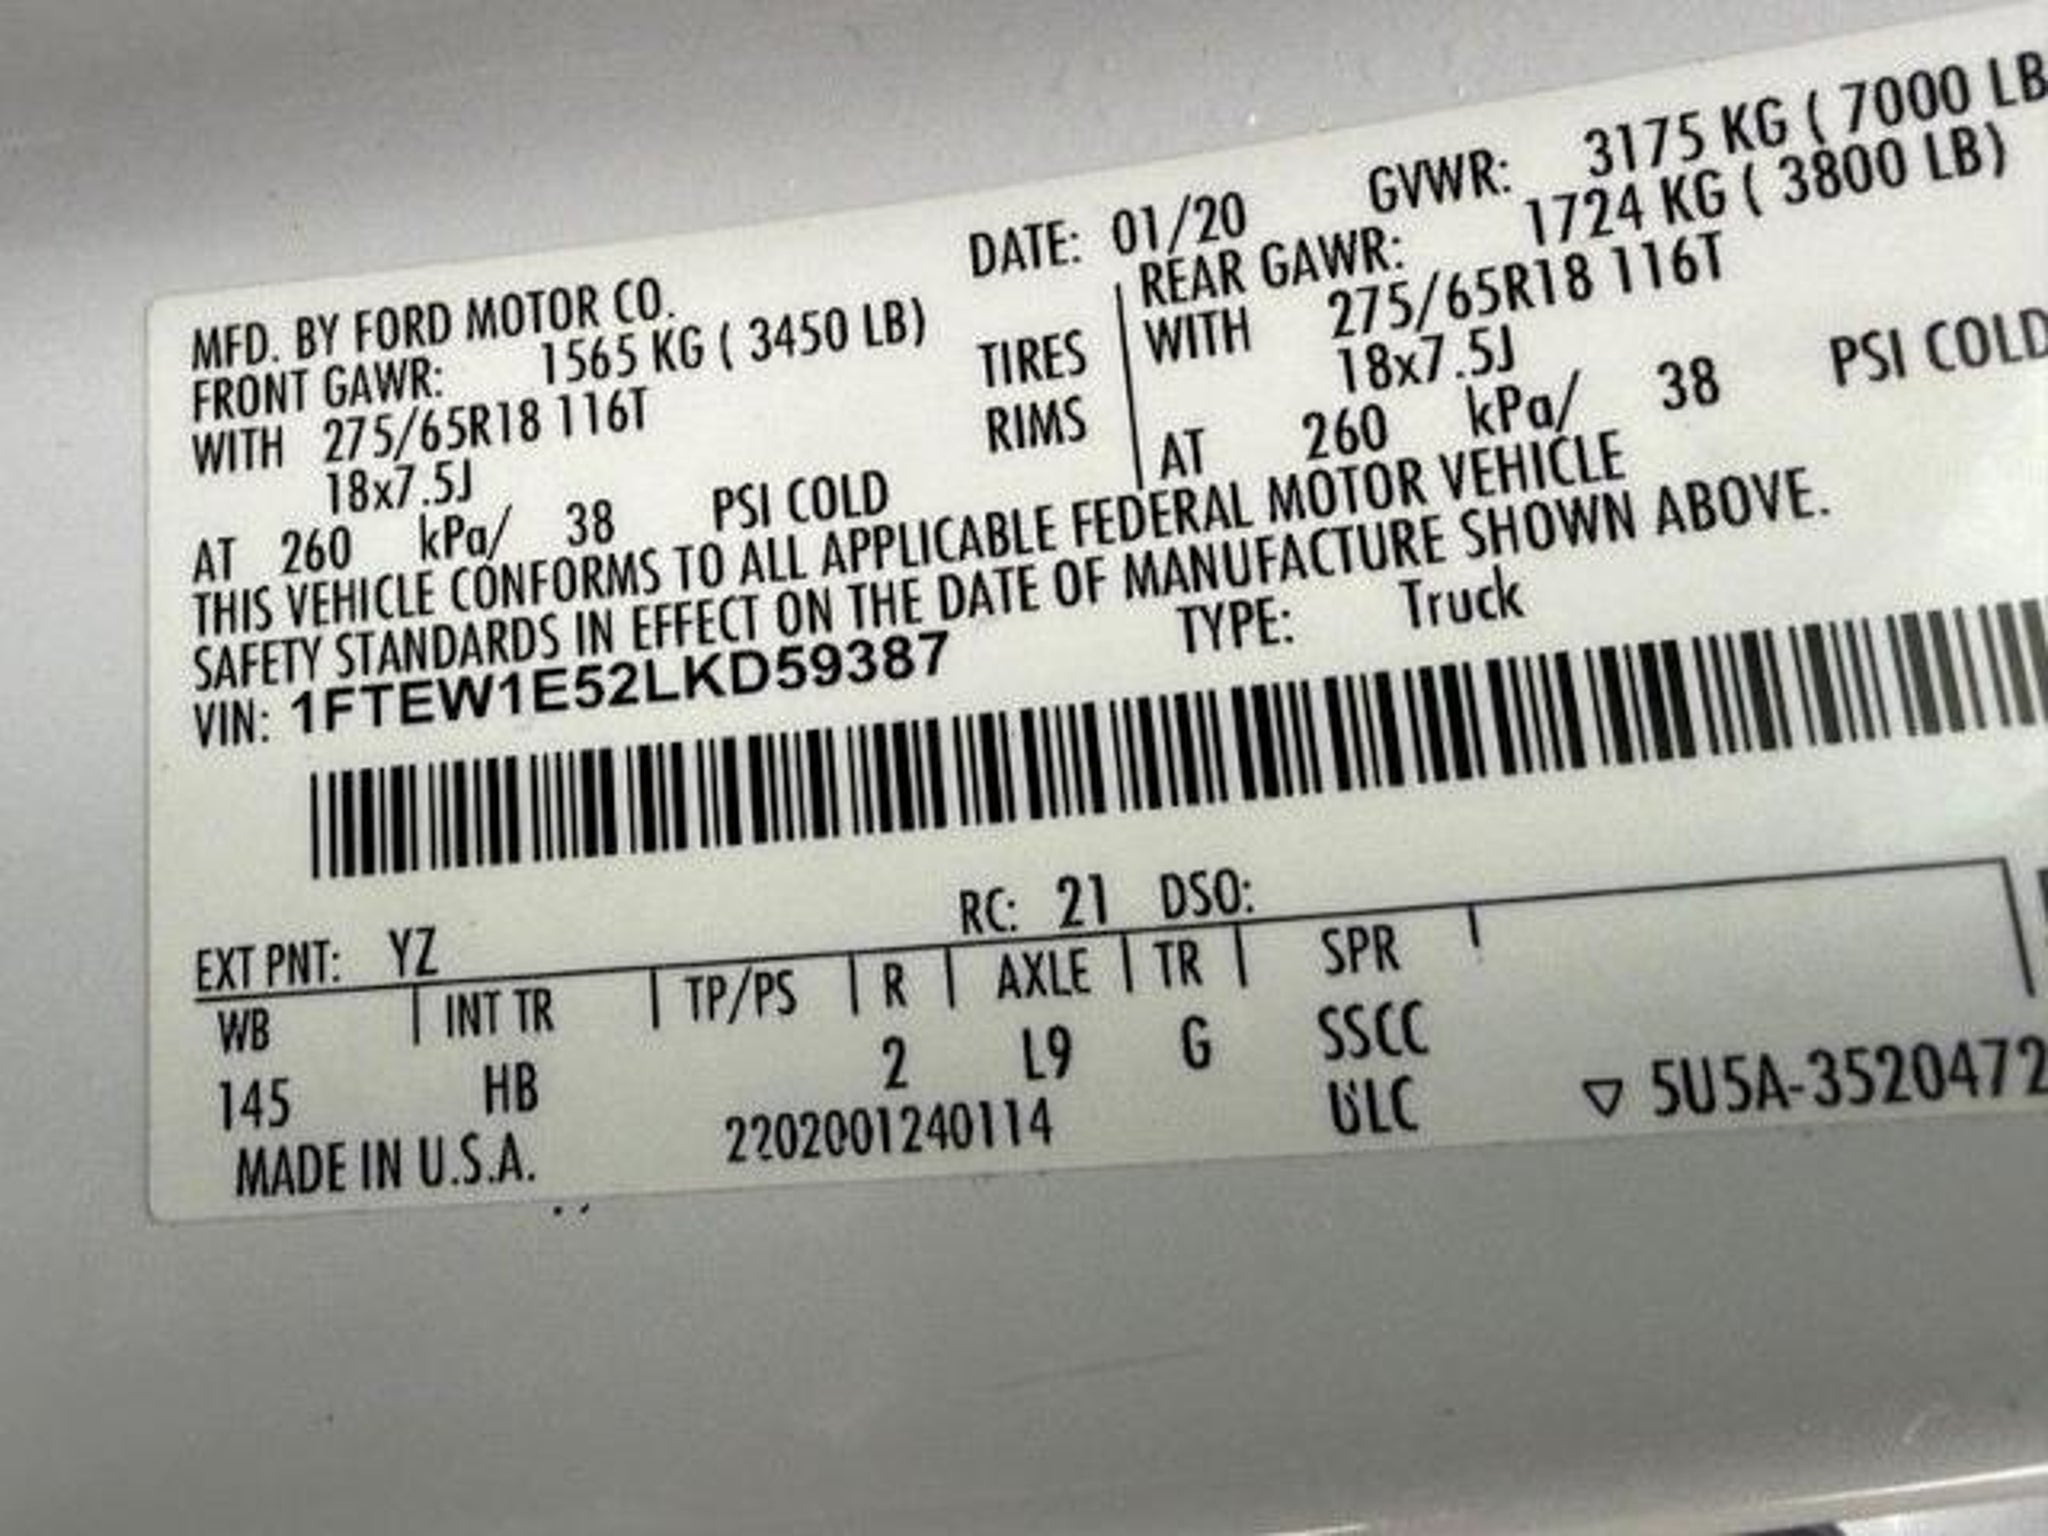 MFD. BY FORD MOTOR CO. DATE: 01/20 GVWR: 3175 KG ( 7000 LB
FRONT GAWR: 1565 KG ( 3450 LB) REAR GAWR: 1724 KG ( 3800 LB)
WITH 275/65R18 116T TIRES WITH 275/65R18 116T
18x7.5J RIMS 18x7.5J
AT 260 kPa/ 38 PSI COLD AT 260 kPa/ 38 PSI COLD
THIS VEHICLE CONFORMS TO ALL APPLICABLE FEDERAL MOTOR VEHICLE
SAFETY STANDARDS IN EFFECT ON THE DATE OF MANUFACTURE SHOWN ABOVE.
VIN: 1FTEW1E52LKD59387 TYPE: Truck
EXT PNT: YZ RC: 21 DSO:
WB INT TR TP/PS R AXLE TR SPR
145 HB 2 L9 G SSCC
MADE IN U.S.A. 2202001240114 ULC ▽ 5U5A-3520472